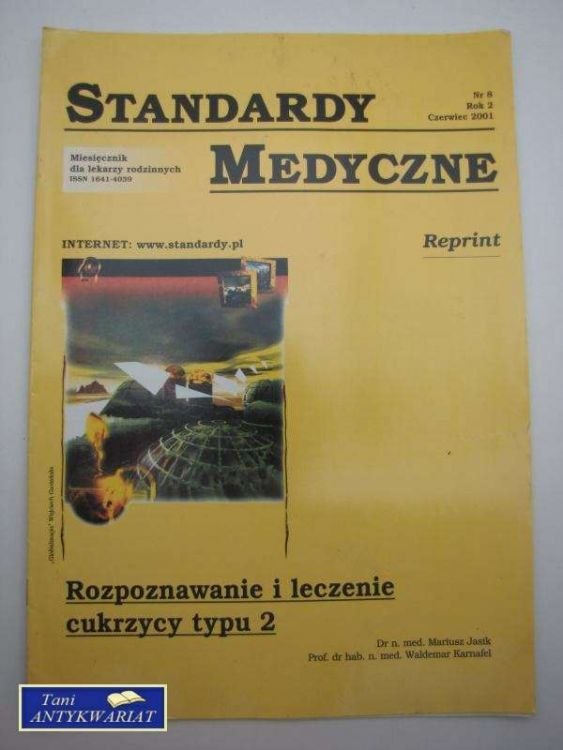 Nr 8
Rok 2
Czerwiec 2001
STANDARDY
MEDYCZNE
Miesięcznik
dla lekarzy rodzinnych
ISSN 1641-4039
INTERNET: www.standardy.pl
Reprint
Rozpoznawanie i leczenie
cukrzycy typu 2
Dr n. med. Mariusz Jasik
Prof. dr hab. n. med. Waldemar Karnafel
Tani
ANTYKWARIAT